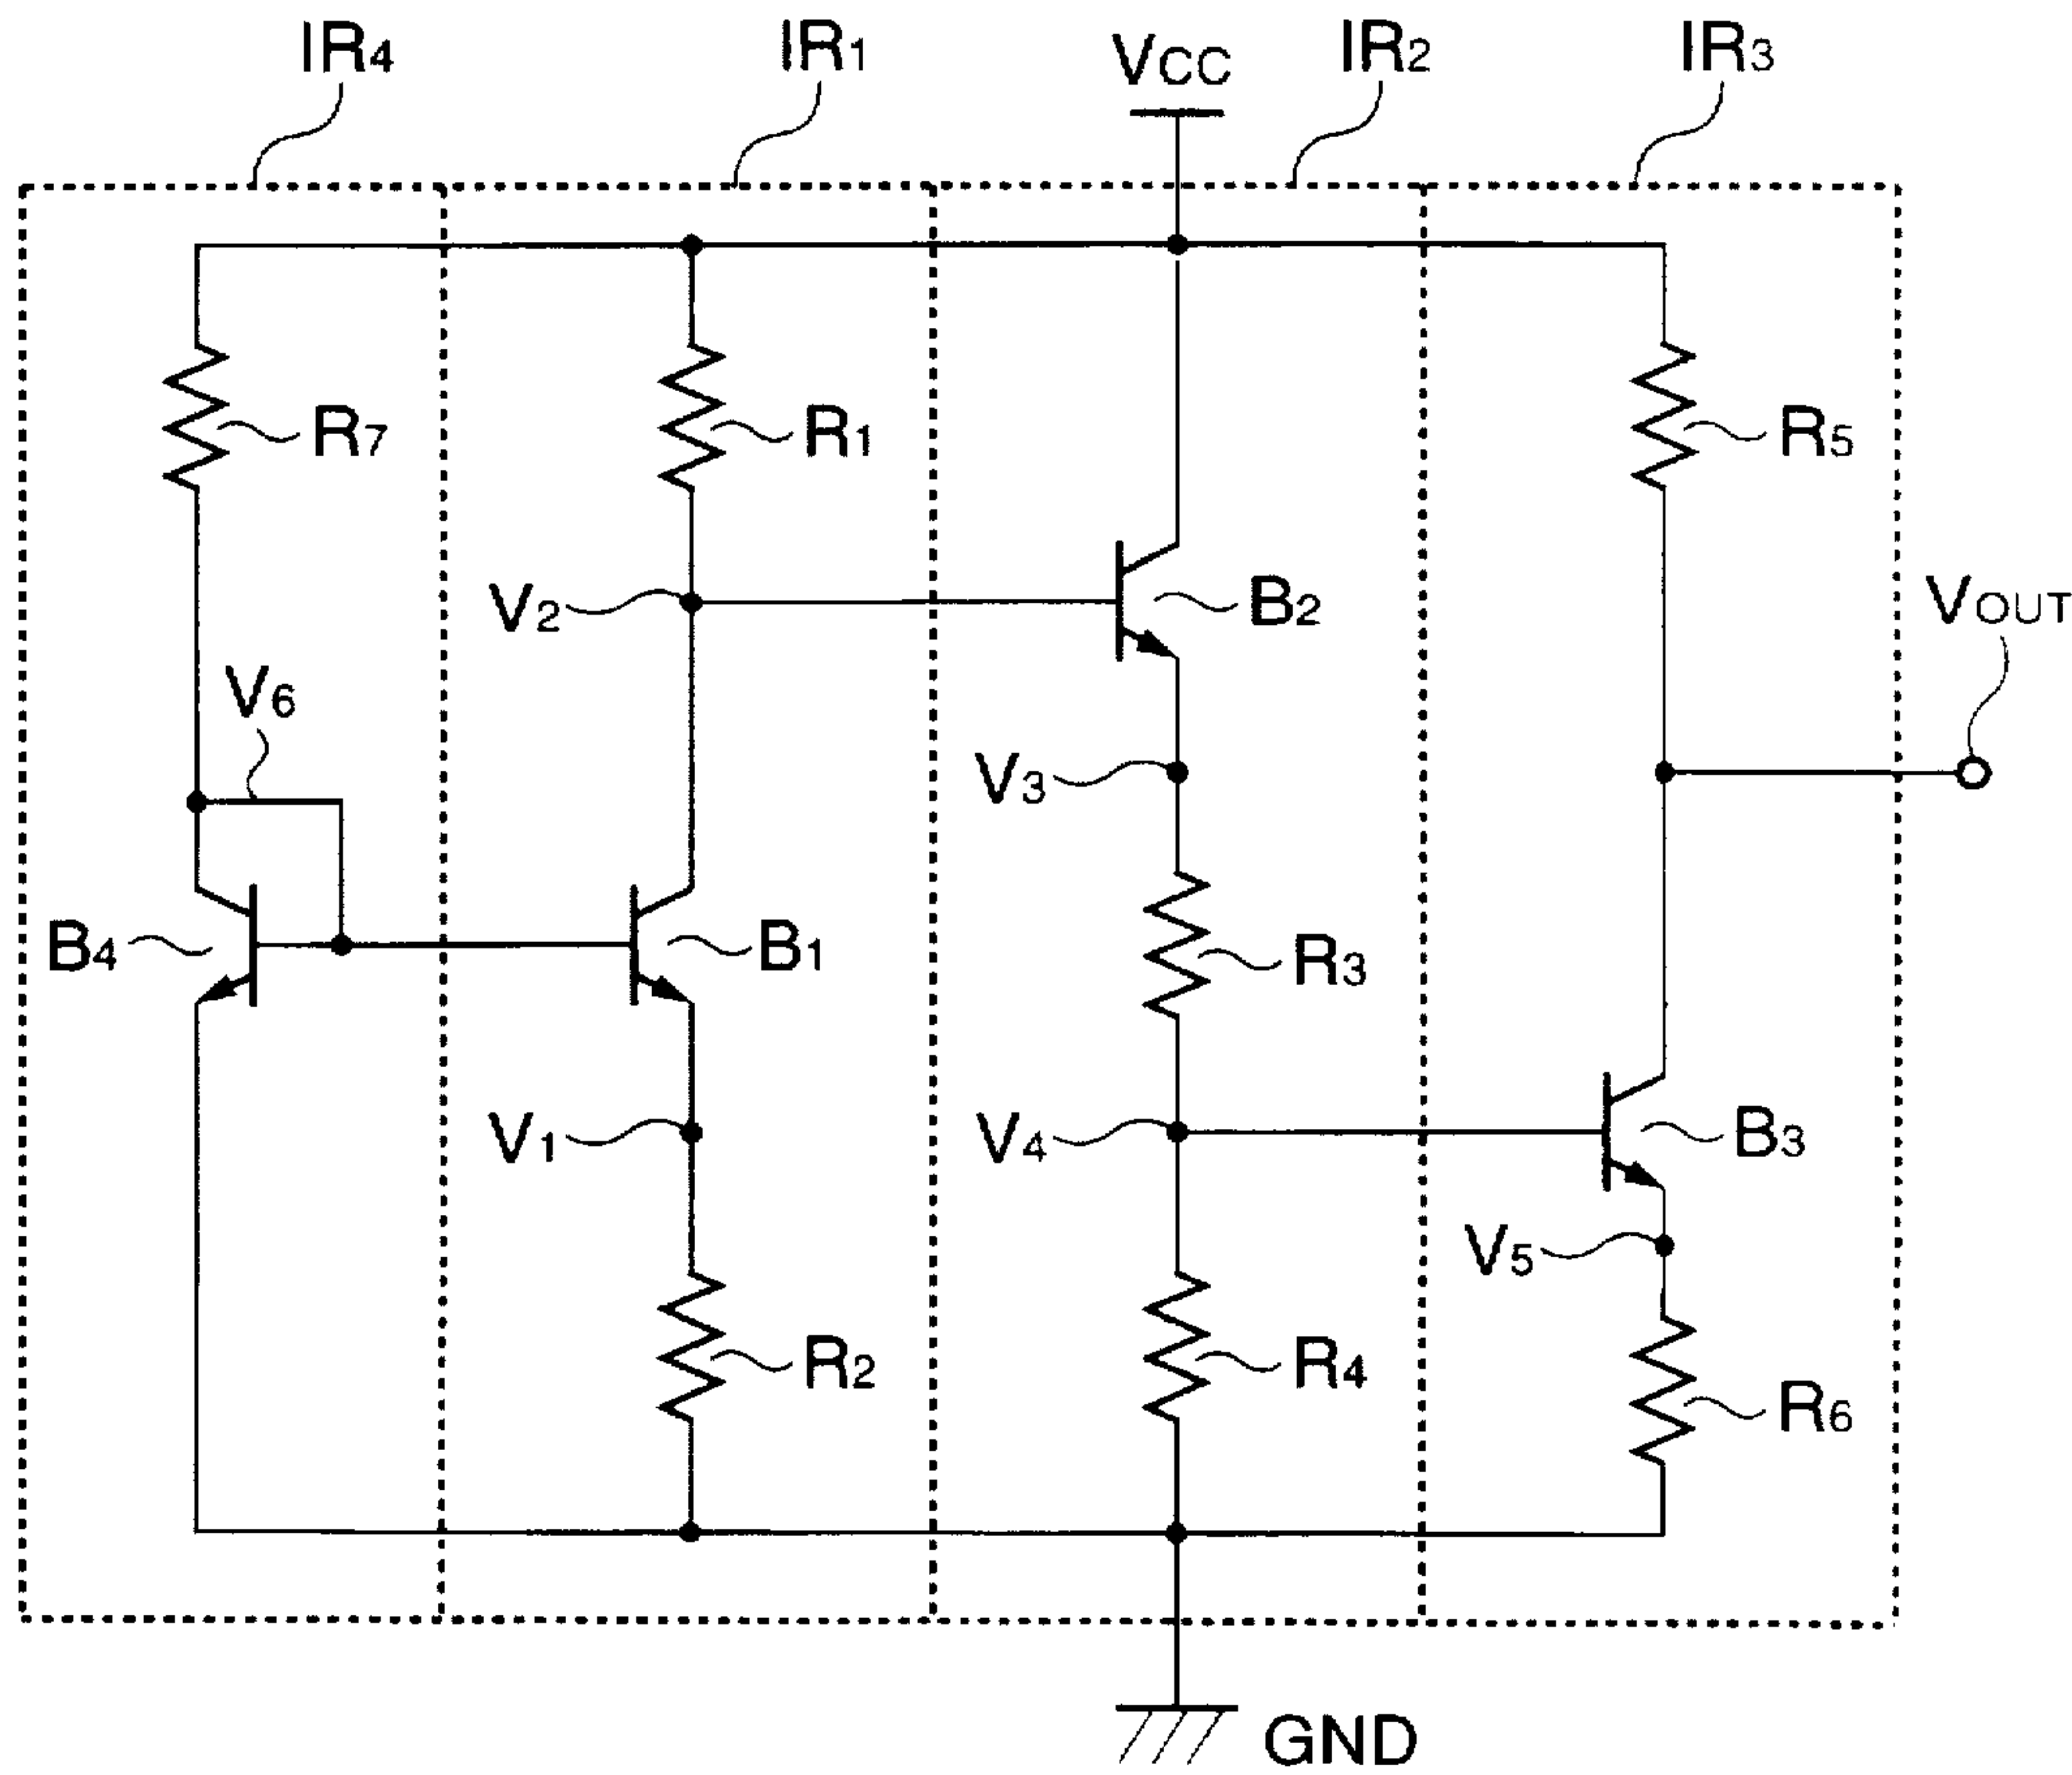 IR4
IR1
VCC
IR2
IR3
R7
R1
R5
V2
B2
VOUT
V6
V3
B4
B1
R3
V1
V4
B3
V5
R2
R4
R6
GND